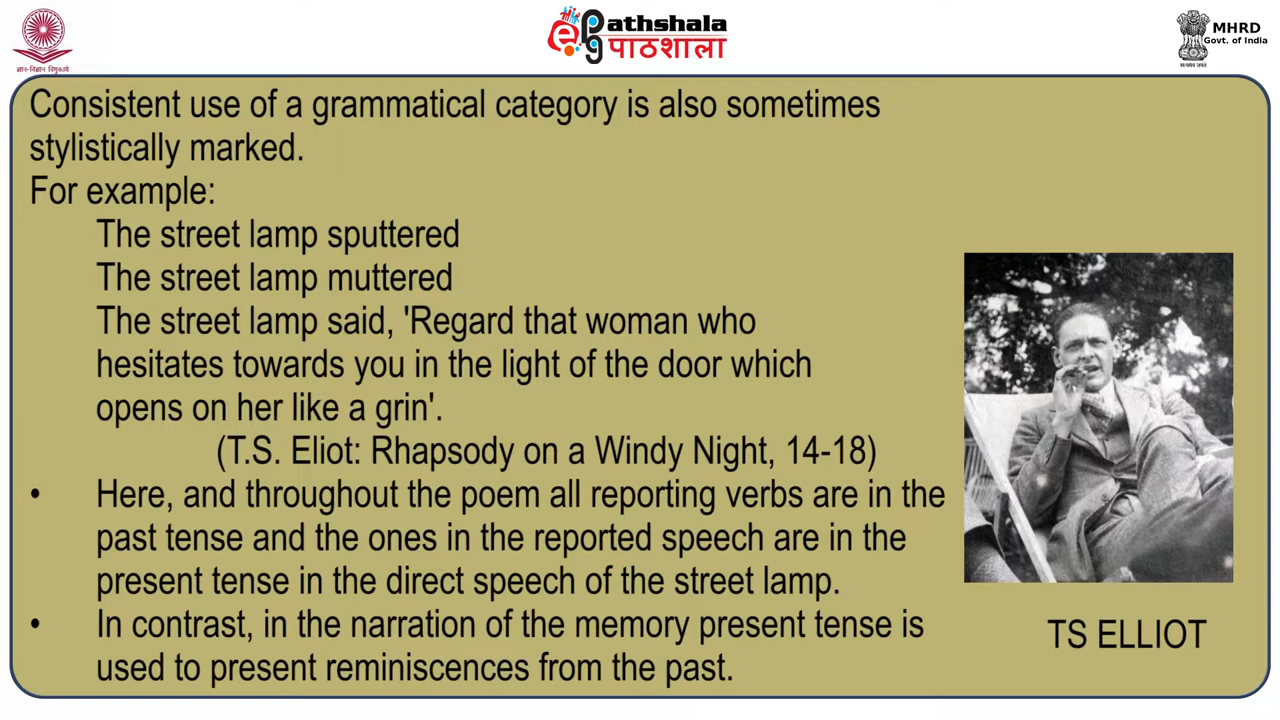 ज्ञान-विज्ञान विमुक्तये
ePathshala
पाठशाला
MHRD
Govt. of India
सत्यमेव जयते
Consistent use of a grammatical category is also sometimes
stylistically marked.
For example:
The street lamp sputtered
The street lamp muttered
The street lamp said, 'Regard that woman who
hesitates towards you in the light of the door which
opens on her like a grin'.
(T.S. Eliot: Rhapsody on a Windy Night, 14-18)
• Here, and throughout the poem all reporting verbs are in the
past tense and the ones in the reported speech are in the
present tense in the direct speech of the street lamp.
• In contrast, in the narration of the memory present tense is
used to present reminiscences from the past.
TS ELLIOT